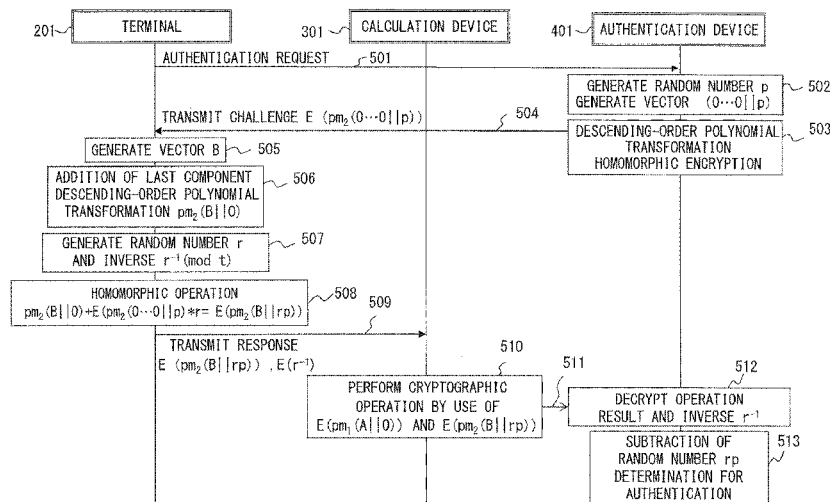 201
TERMINAL
301
CALCULATION DEVICE
401
AUTHENTICATION DEVICE
AUTHENTICATION REQUEST
501
GENERATE RANDOM NUMBER p
GENERATE VECTOR (0···0||p)
502
TRANSMIT CHALLENGE E (pm₂(0···0||p))
504
DESCENDING-ORDER POLYNOMIAL
TRANSFORMATION
HOMOMORPHIC ENCRYPTION
503
GENERATE VECTOR B
505
ADDITION OF LAST COMPONENT
DESCENDING-ORDER POLYNOMIAL
TRANSFORMATION pm₂(B||0)
506
GENERATE RANDOM NUMBER r
AND INVERSE r⁻¹(mod t)
507
HOMOMORPHIC OPERATION
pm₂(B||0)+E(pm₂(0···0||p)*r= E(pm₂(B||rp))
508
509
TRANSMIT RESPONSE
E (pm₂(B||rp)) ,E(r⁻¹)
510
PERFORM CRYPTOGRAPHIC
OPERATION BY USE OF
E(pm₁(A||0)) AND E(pm₂(B||rp))
511
512
DECRYPT OPERATION
RESULT AND INVERSE r⁻¹
SUBTRACTION OF
RANDOM NUMBER rp
DETERMINATION FOR
AUTHENTICATION
513